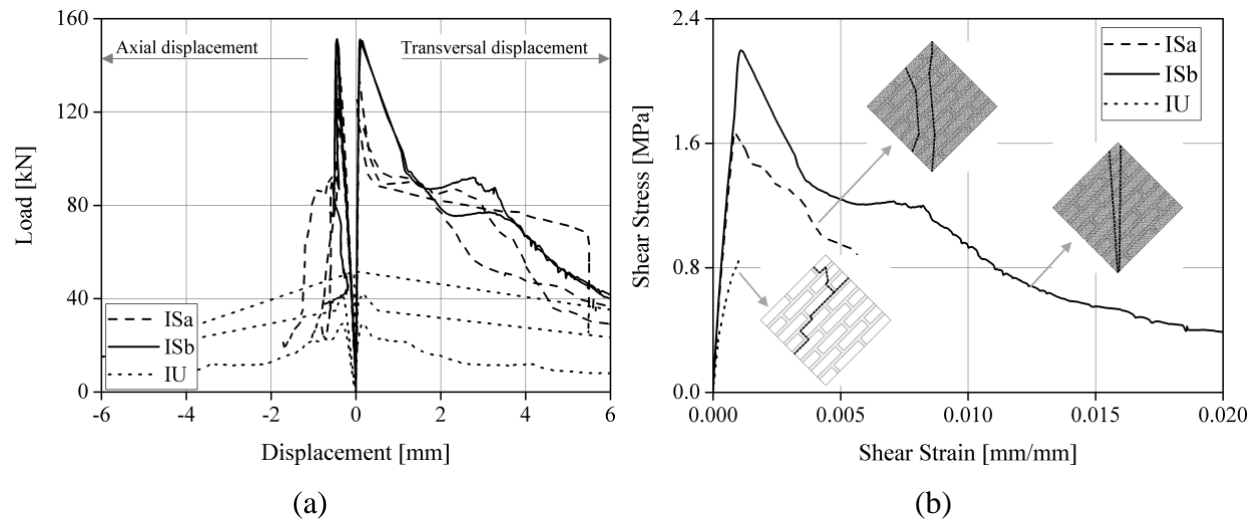 160
120
80
40
0
Load [kN]
Axial displacement
Transversal displacement
ISa
ISb
IU
-6 -4 -2 0 2 4 6
Displacement [mm]
(a)
2.4
1.6
0.8
0.0
Shear Stress [MPa]
ISa
ISb
IU
0.000 0.005 0.010 0.015 0.020
Shear Strain [mm/mm]
(b)